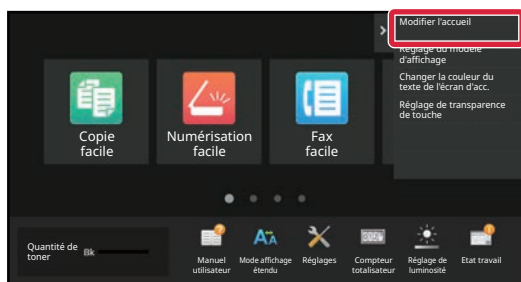 Modifier l'accueil
Réglage du modèle
d'affichage
Changer la couleur du
texte de l'écran d'acc.
Réglage de transparence
de touche
Copie
facile
Numérisation
facile
Fax
facile
Quantité de
toner
Bk
Manuel
utilisateur
Mode affichage
étendu
Réglages
Compteur
totalisateur
Réglage de
luminosité
Etat travail